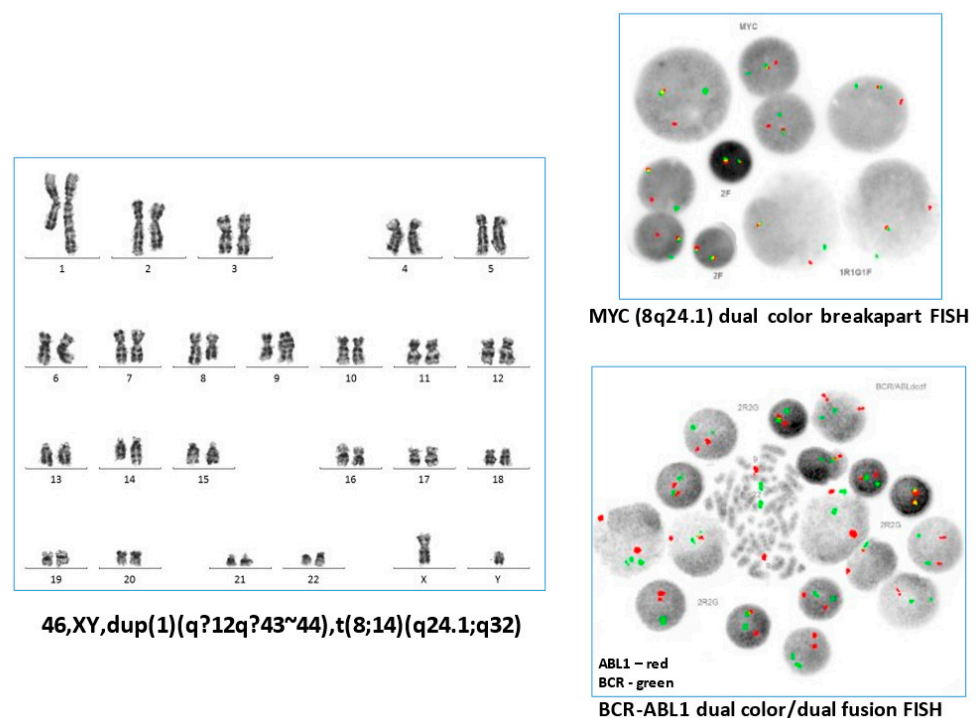 1 2 3 4 5
6 7 8 9 10 11 12
13 14 15 16 17 18
19 20 21 22 X Y
46,XY,dup(1)(q?12q?43~44),t(8;14)(q24.1;q32)
MYC
2F
2F
1R1G1F
MYC (8q24.1) dual color breakapart FISH
BCR/ABLdcdf
2R2G
2R2G
2R2G
ABL1 – red
BCR - green
BCR-ABL1 dual color/dual fusion FISH